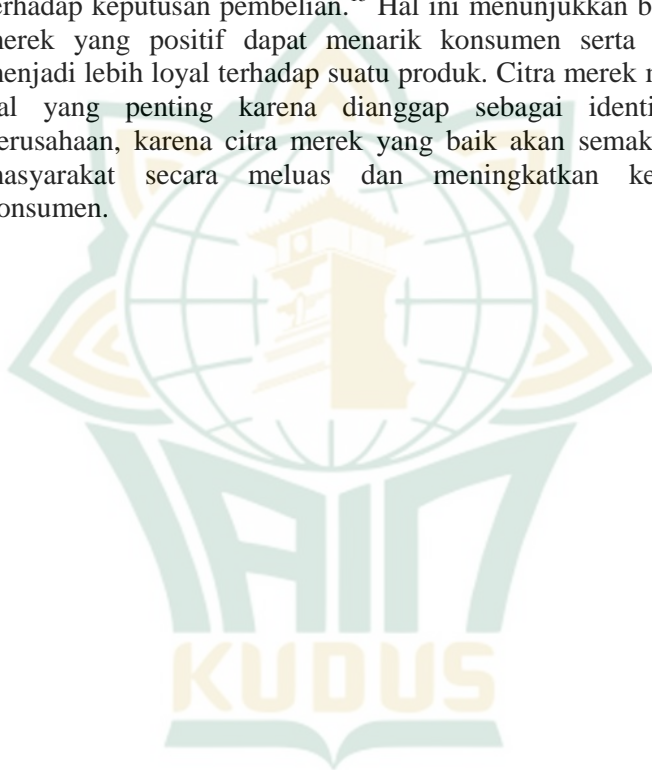 erhadap keputusan pembelian. Hal ini menunjukkan b
merek yang positif dapat menarik konsumen serta
menjadi lebih loyal terhadap suatu produk. Citra merek m
al yang penting karena dianggap sebagai identi
erusahaan, karena citra merek yang baik akan semak
masyarakat secara meluas dan meningkatkan ke
onsumen.
IAIN
KUDUS